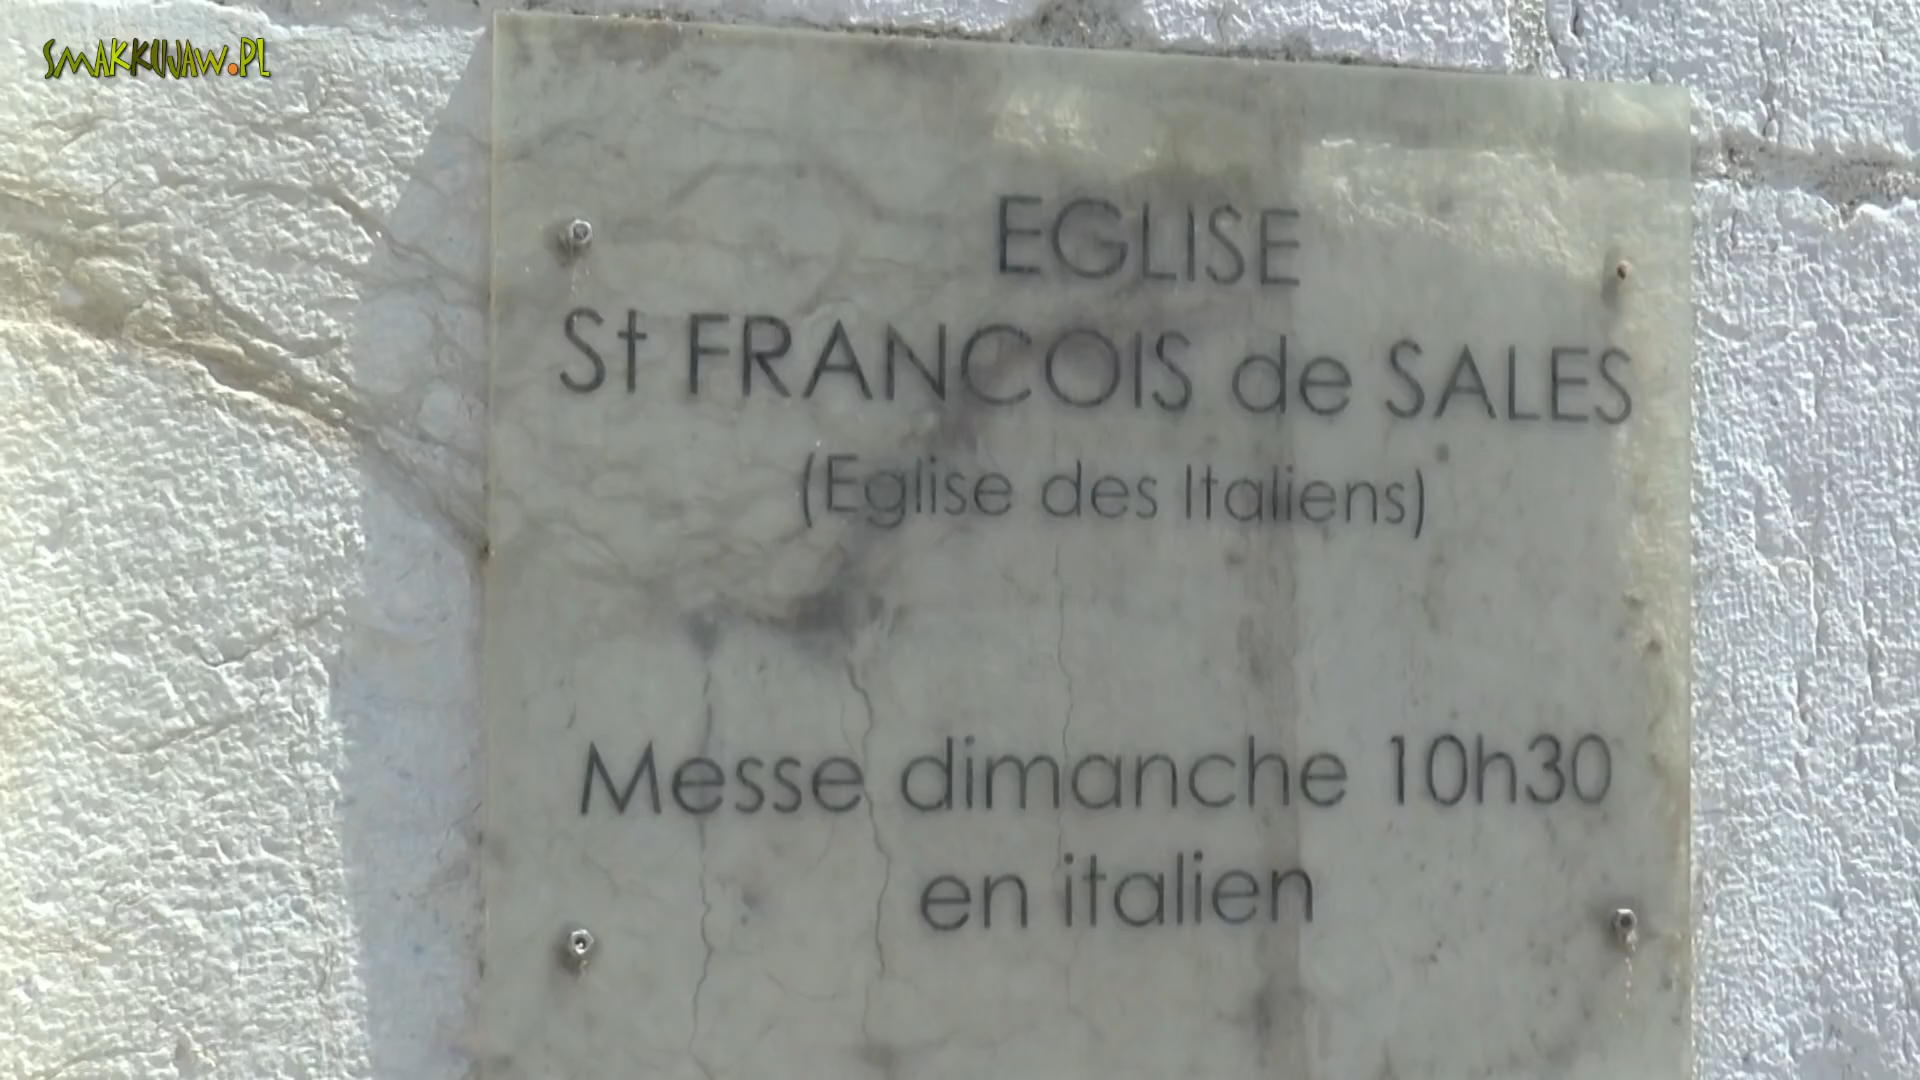 SMAKKUJAW.PL
EGLISE
St FRANCOIS de SALES
(Eglise des Italiens)
Messe dimanche 10h30
en italien